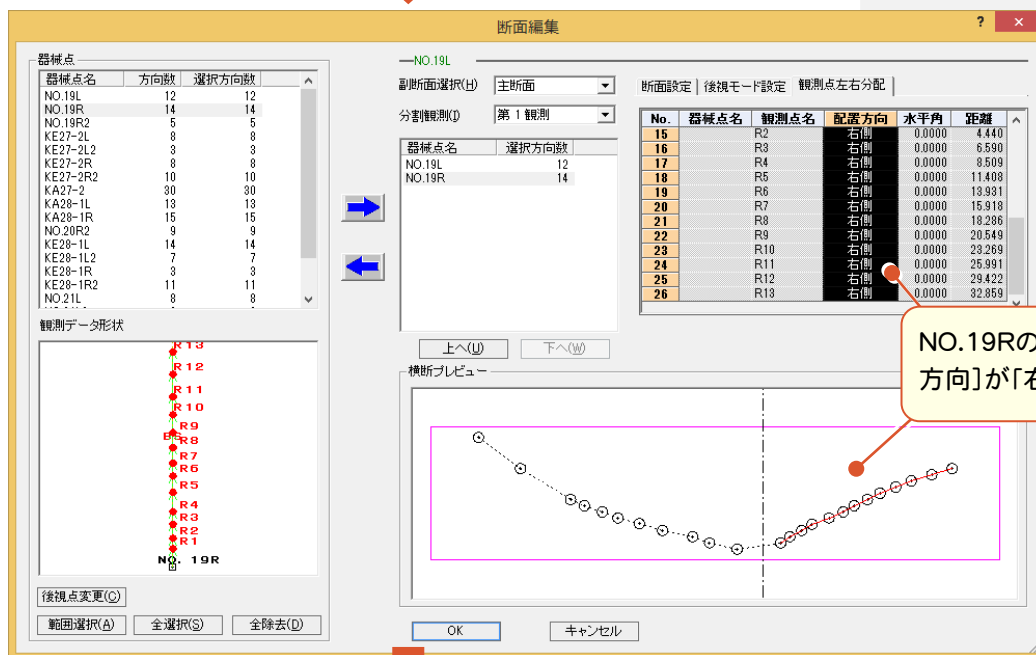 断面編集
?
×
器械点
器械点名 方向数 選択方向数
NO.19L 12 12
NO.19R 14 14
NO.19R2 5 5
KE27-2L 8 8
KE27-2L2 3 3
KE27-2R 8 8
KE27-2R2 10 10
KA27-2 30 30
KA28-1L 13 13
KA28-1R 15 15
NO.20R2 9 9
KE28-1L 14 14
KE28-1L2 7 7
KE28-1R 3 3
KE28-1R2 11 11
NO.21L 8 8
観測データ形状
R13
R12
R11
R10
R9
BS
R8
R7
R6
R5
R4
R3
R2
R1
NO. 19R
後視点変更(C)
範囲選択(A) 全選択(S) 全除去(D)
NO.19L
副断面選択(H) 主断面
分割観測(I) 第1観測
器械点名 選択方向数
NO.19L 12
NO.19R 14
上へ(U) 下へ(W)
断面設定 後視モード設定 観測点左右分配
No. 器械点名 観測点名 配置方向 水平角 距離
15 R2 右側 0.0000 4.440
16 R3 右側 0.0000 6.590
17 R4 右側 0.0000 8.509
18 R5 右側 0.0000 11.408
19 R6 右側 0.0000 13.931
20 R7 右側 0.0000 15.918
21 R8 右側 0.0000 18.286
22 R9 右側 0.0000 20.549
23 R10 右側 0.0000 23.269
24 R11 右側 0.0000 25.991
25 R12 右側 0.0000 29.422
26 R13 右側 0.0000 32.859
NO.19Rの
方向]が「右
横断プレビュー
OK キャンセル